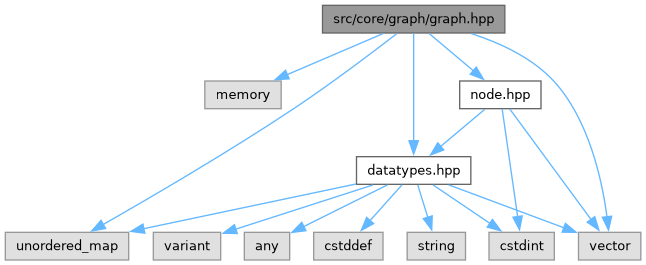 src/core/graph/graph.hpp
memory
node.hpp
datatypes.hpp
unordered_map
variant
any
cstddef
string
cstdint
vector